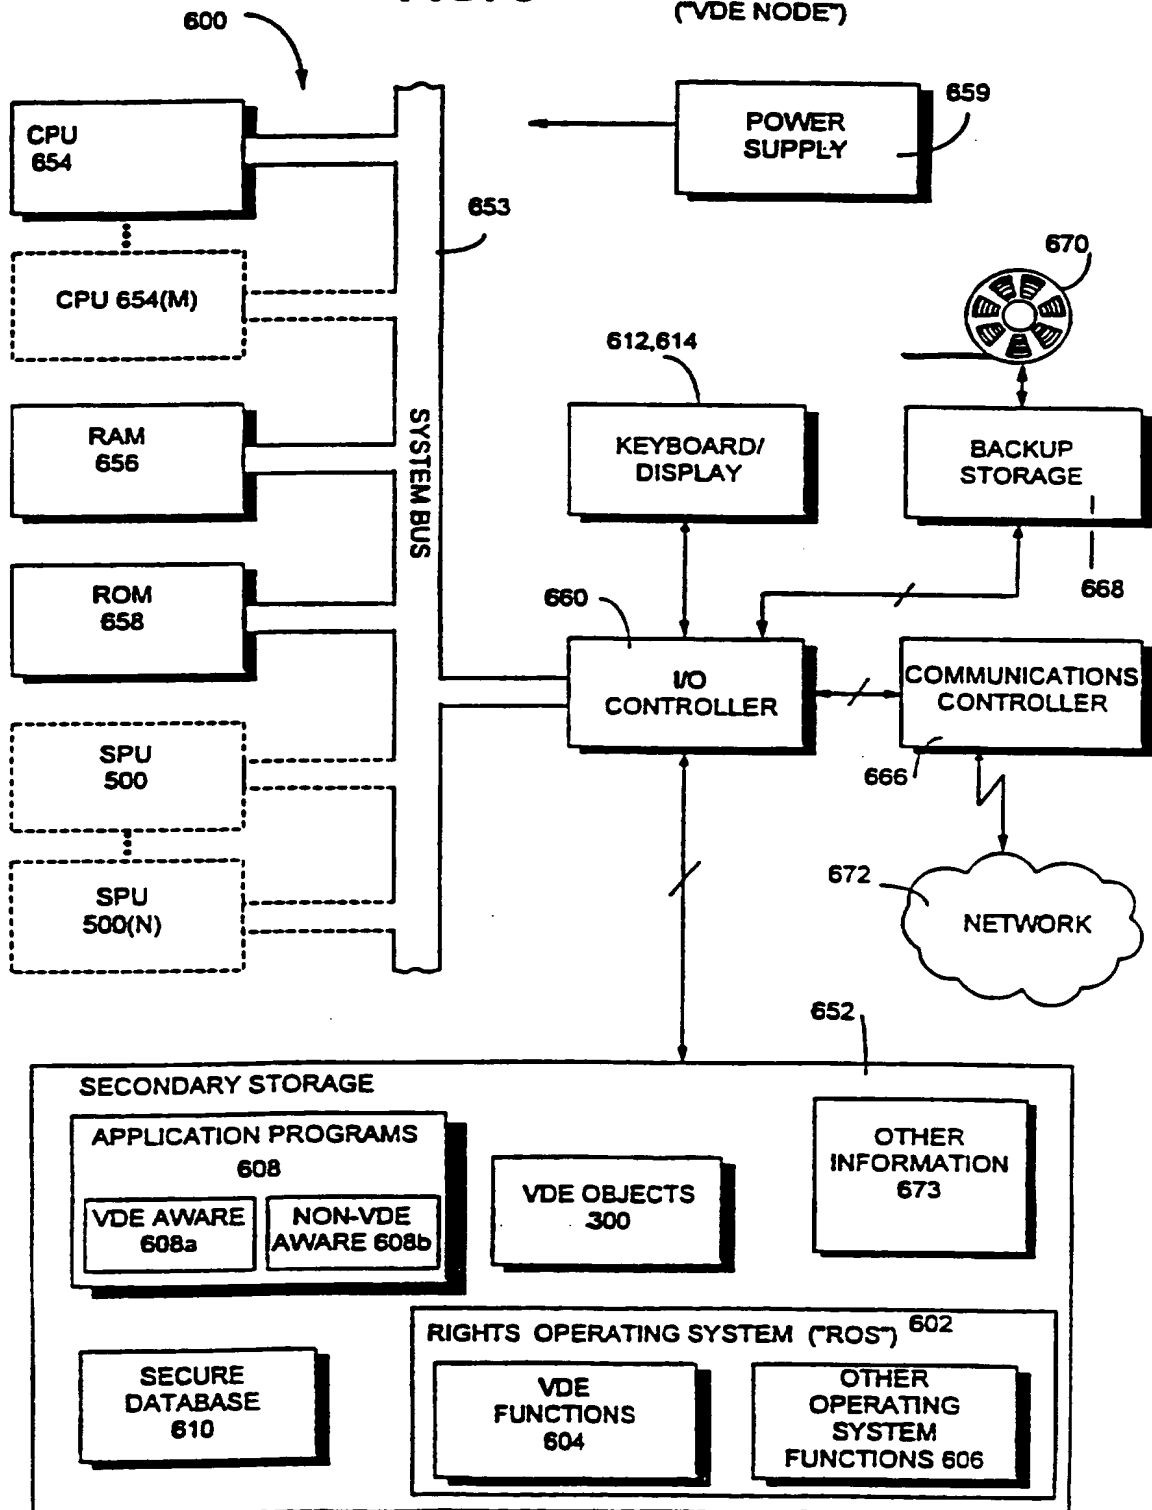 ("VDE NODE")
600
CPU
654
POWER
SUPPLY
659
653
CPU 654(M)
670
612,614
RAM
656
SYSTEM BUS
KEYBOARD/
DISPLAY
BACKUP
STORAGE
668
ROM
658
660
I/O
CONTROLLER
COMMUNICATIONS
CONTROLLER
666
SPU
500
SPU
500(N)
672
NETWORK
652
SECONDARY STORAGE
APPLICATION PROGRAMS
608
VDE AWARE
608a
NON-VDE
AWARE 608b
VDE OBJECTS
300
OTHER
INFORMATION
673
RIGHTS OPERATING SYSTEM ("ROS") 602
SECURE
DATABASE
610
VDE
FUNCTIONS
604
OTHER
OPERATING
SYSTEM
FUNCTIONS 606